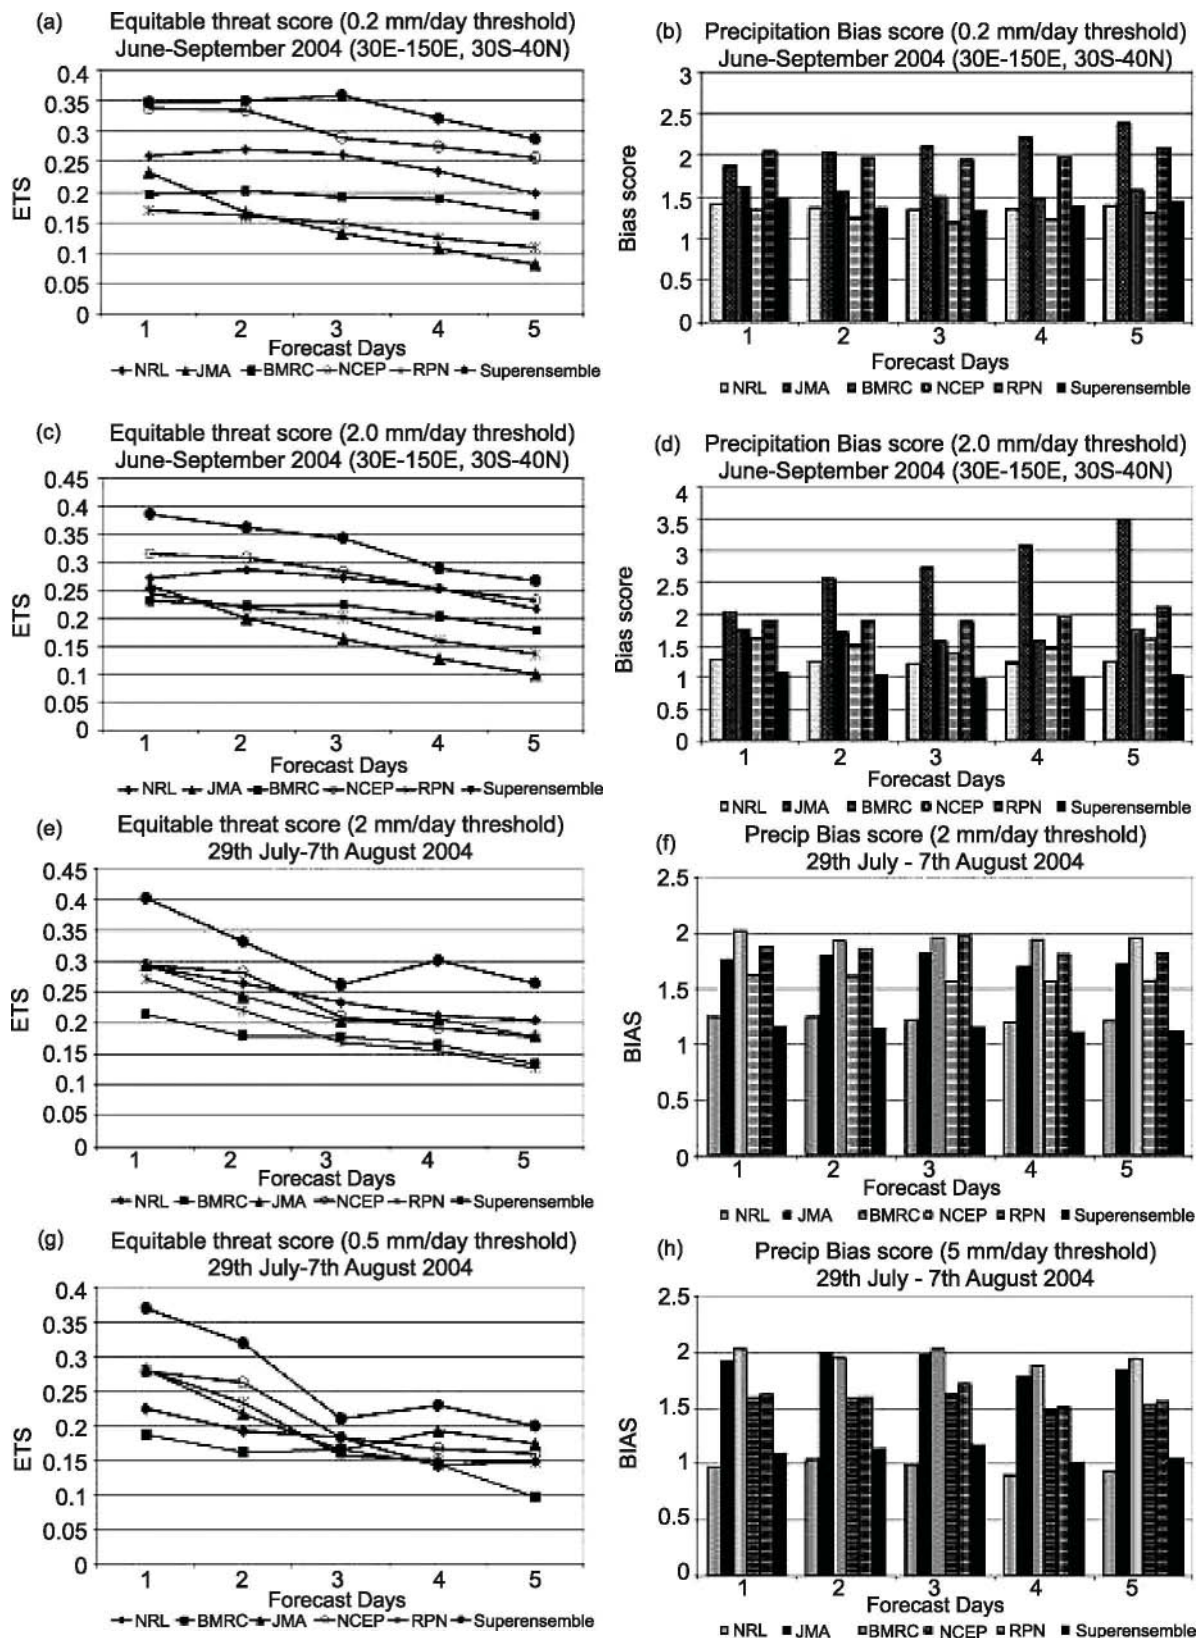 (a) Equitable threat score (0.2 mm/day threshold)
June-September 2004 (30E-150E, 30S-40N)
0.4
0.35
0.3
0.25
0.2
0.15
0.1
0.05
0
ETS
1 2 3 4 5
Forecast Days
NRL JMA BMRC NCEP RPN Superensemble
(b) Precipitation Bias score (0.2 mm/day threshold)
June-September 2004 (30E-150E, 30S-40N)
3
2.5
2
1.5
1
0.5
0
Bias score
1 2 3 4 5
Forecast Days
NRL JMA BMRC NCEP RPN Superensemble
(c) Equitable threat score (2.0 mm/day threshold)
June-September 2004 (30E-150E, 30S-40N)
0.45
0.4
0.35
0.3
0.25
0.2
0.15
0.1
0.05
0
ETS
1 2 3 4 5
Forecast Days
NRL JMA BMRC NCEP RPN Superensemble
(d) Precipitation Bias score (2.0 mm/day threshold)
June-September 2004 (30E-150E, 30S-40N)
4
3.5
3
2.5
2
1.5
1
0.5
0
Bias score
1 2 3 4 5
Forecast Days
NRL JMA BMRC NCEP RPN Superensemble
(e) Equitable threat score (2 mm/day threshold)
29th July-7th August 2004
0.45
0.4
0.35
0.3
0.25
0.2
0.15
0.1
0.05
0
ETS
1 2 3 4 5
Forecast Days
NRL BMRC JMA NCEP RPN Superensemble
(f) Precip Bias score (2 mm/day threshold)
29th July - 7th August 2004
2.5
2
1.5
1
0.5
0
BIAS
1 2 3 4 5
Forecast Days
NRL JMA BMRC NCEP RPN Superensemble
(g) Equitable threat score (0.5 mm/day threshold)
29th July-7th August 2004
0.4
0.35
0.3
0.25
0.2
0.15
0.1
0.05
0
ETS
1 2 3 4 5
Forecast Days
NRL BMRC JMA NCEP RPN Superensemble
(h) Precip Bias score (5 mm/day threshold)
29th July - 7th August 2004
2.5
2
1.5
1
0.5
0
BIAS
1 2 3 4 5
Forecast Days
NRL JMA BMRC NCEP RPN Superensemble